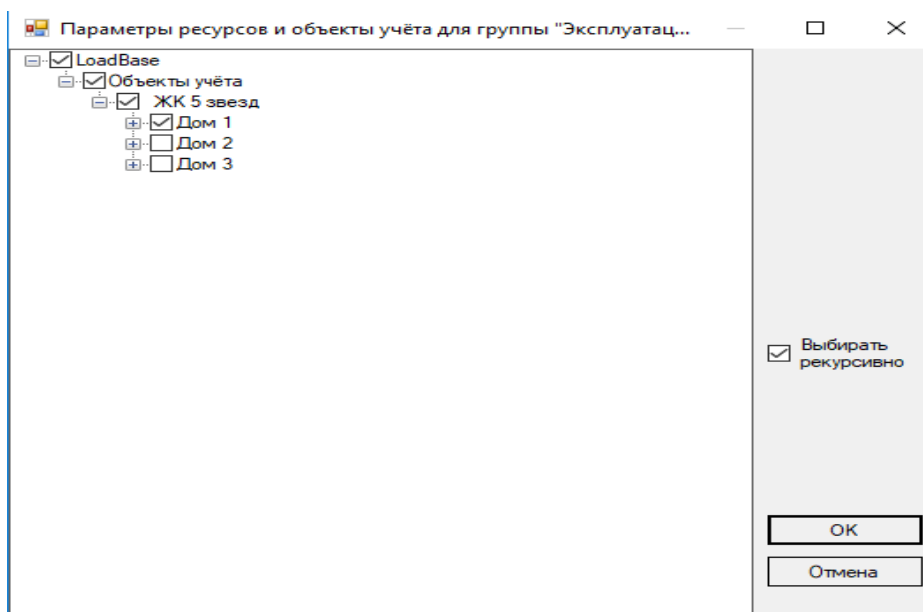 Параметры ресурсов и объекты учёта для группы "Эксплуатац...
LoadBase
Объекты учёта
ЖК 5 звезд
Дом 1
Дом 2
Дом 3
Выбирать
рекурсивно
OK
Отмена